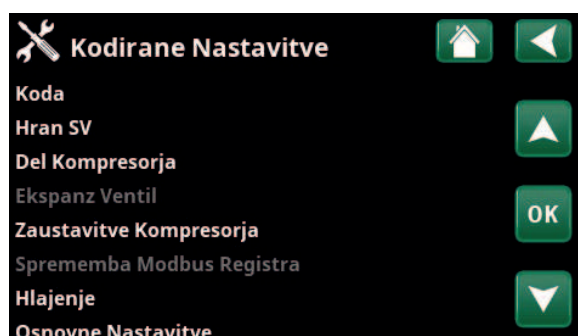 Kodirane Nastavitve
Koda
Hran SV
Del Kompresorja
Ekspanz Ventil
OK
Zaustavitve Kompresorja
Sprememba Modbus Registra
Hlajenje
Osnovne Nastavitve